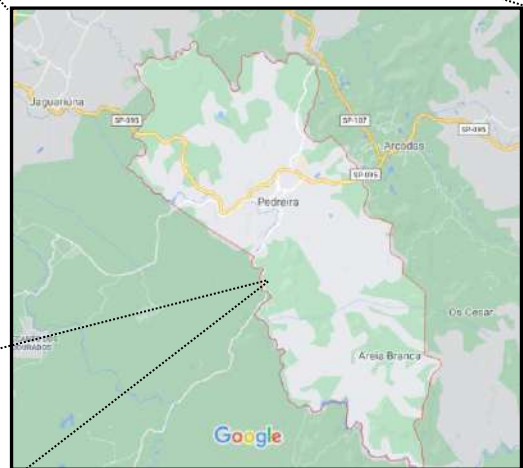 Jaguariúna
SP-095
SP-107
SP-095
Arcadas
SP-095
Pedreira
Os Cesar
Areia Branca
Google